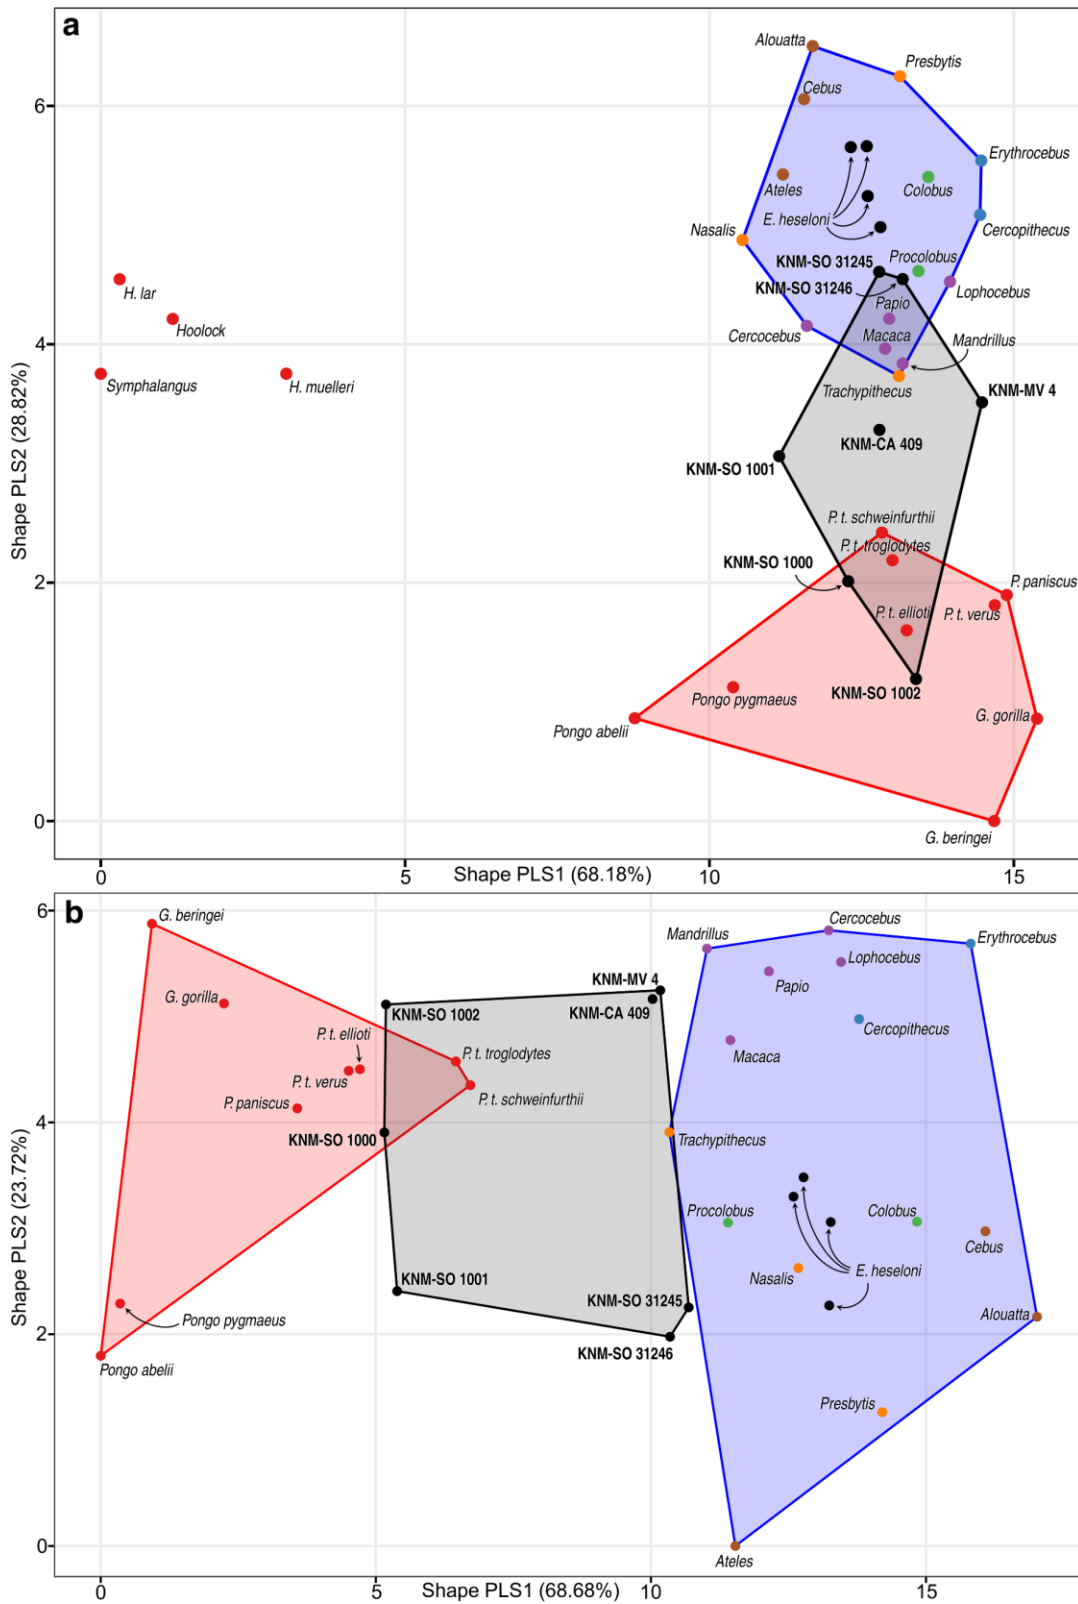 a
Alouatta
Presbytis
Cebus
6
Erythrocebus
Ateles
Colobus
E. heseloni
Nasalis
Cercopithecus
KNM-SO 31245
Procolobus
KNM-SO 31246
Lophocebus
H. lar
Papio
Hoolock
Cercocebus
Macaca
Mandrillus
4
Symphalangus
H. muelleri
Trachypithecus
KNM-MV 4
KNM-CA 409
KNM-SO 1001
P. t. schweinfurthii
P. t. troglodytes
KNM-SO 1000
P. paniscus
2
P. t. ellioti
P. t. verus
Pongo pygmaeus
KNM-SO 1002
G. gorilla
Pongo abelii
0
G. beringei
Shape PLS2 (28.82%)
0
5
10
15
Shape PLS1 (68.18%)
b
6
G. beringei
Mandrillus
Cercocebus
Erythrocebus
Lophocebus
KNM-MV 4
Papio
G. gorilla
KNM-SO 1002
KNM-CA 409
Cercopithecus
P. t. ellioti
Macaca
P. t. troglodytes
P. t. verus
P. t. schweinfurthii
P. paniscus
4
KNM-SO 1000
Trachypithecus
Procolobus
Colobus
Cebus
KNM-SO 1001
Nasalis
E. heseloni
KNM-SO 31245
Alouatta
Pongo pygmaeus
2
KNM-SO 31246
Pongo abelii
Presbytis
0
Ateles
Shape PLS2 (23.72%)
0
5
10
15
Shape PLS1 (68.68%)